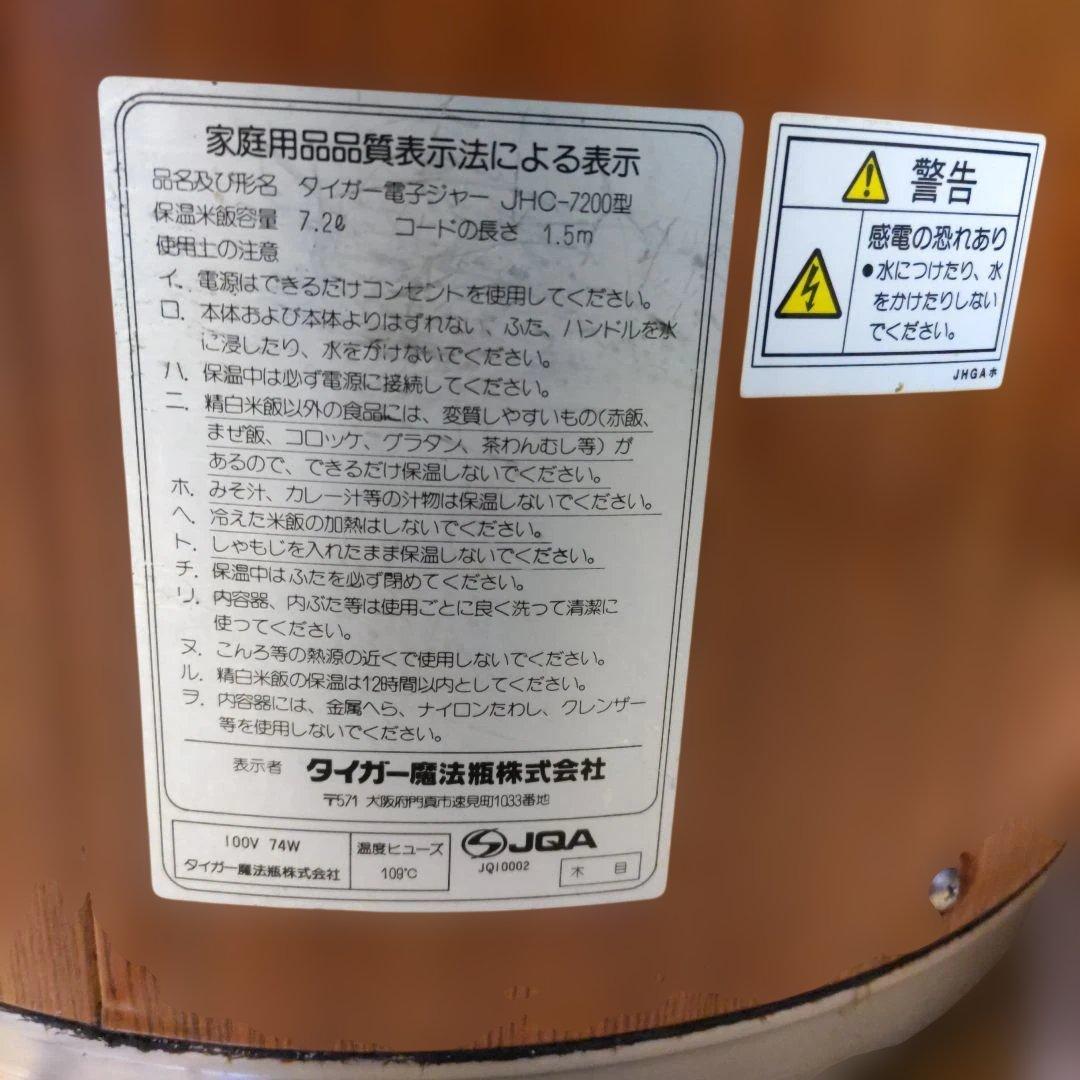 家庭用品品質表示法による表示
品名及び形名 タイガー電子ジャー JHC-7200型
保温米飯容量 7.2ℓ コードの長さ 1.5m
使用上の注意
イ. 電源はできるだけコンセントを使用してください。
ロ. 本体および本体よりはずれない、ふた、ハンドルを水
に浸したり、水をかけないでください。
ハ. 保温中は必ず電源に接続してください。
ニ. 精白米飯以外の食品には、変質しやすいもの(赤飯、
まぜ飯、コロッケ、グラタン、茶わんむし等)が
あるので、できるだけ保温しないでください。
ホ. みそ汁、カレー汁等の汁物は保温しないでください。
ヘ. 冷えた米飯の加熱はしないでください。
ト. しゃもじを入れたまま保温しないでください。
チ. 保温中はふたを必ず閉めてください。
リ. 内容器、内ぶた等は使用ごとに良く洗って清潔に
使ってください。
ヌ. こんろ等の熱源の近くで使用しないでください。
ル. 精白米飯の保温は12時間以内としてください。
ヲ. 内容器には、金属へら、ナイロンたわし、クレンザー
等を使用しないでください。
表示者 タイガー魔法瓶株式会社
〒571 大阪府門真市速見町1033番地
100V 74W
タイガー魔法瓶株式会社
温度ヒューズ
109℃
JQA
JQ10002
木目
警告
感電の恐れあり
●水につけたり、水
をかけたりしない
でください。
JHGAホ